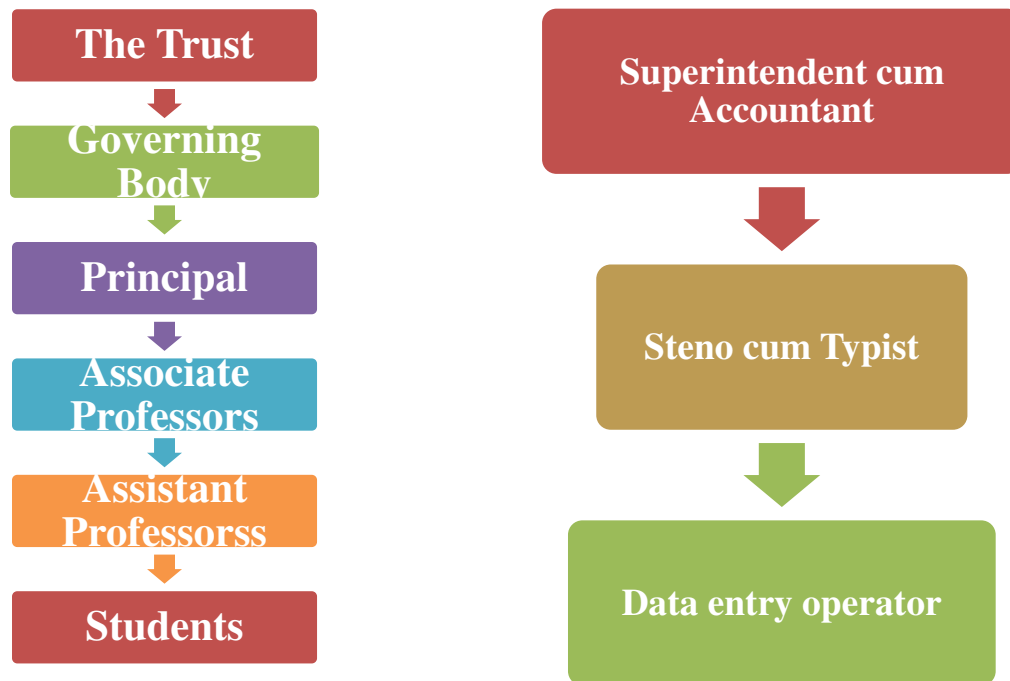 The Trust
Governing
Body
Principal
Associate
Professors
Assistant
Professorss
Students
Superintendent cum
Accountant
Steno cum Typist
Data entry operator